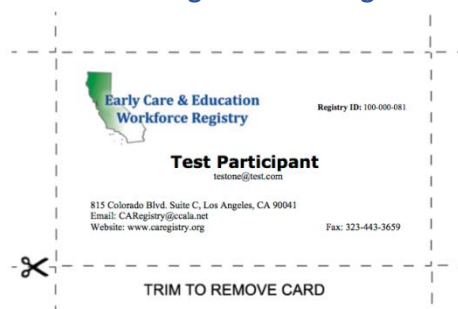 Early Care & Education
Workforce Registry
Registry ID: 100-000-081
Test Participant
testone@test.com
815 Colorado Blvd. Suite C, Los Angeles, CA 90041
Email: CARegistry@ccala.net
Website: www.caregistry.org
Fax: 323-443-3659
TRIM TO REMOVE CARD